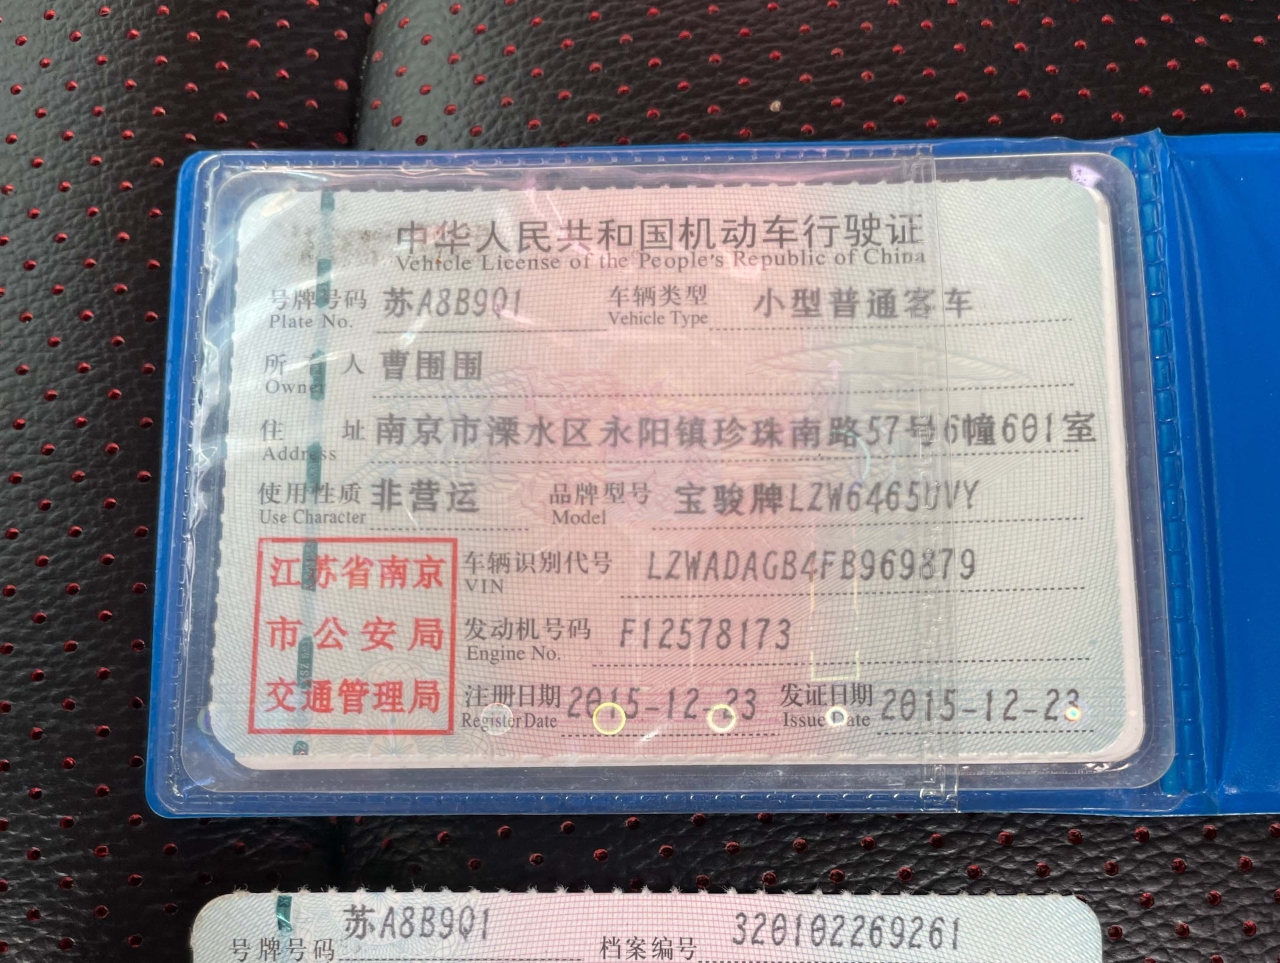 中华人民共和国机动车行驶证
Vehicle License of the People's Republic of China
号牌号码 苏A8B9Q1 车辆类型 小型普通客车
Plate No. Vehicle Type
所有人 曹围围
Owner
住址 南京市溧水区永阳镇珍珠南路57号6幢601室
Address
使用性质 非营运 品牌型号 宝骏牌LZW6465UVY
Use Character Model
江苏省南京
市公安局
交通管理局
车辆识别代号 LZWADAGB4FB969879
VIN
发动机号码 F12578173
Engine No.
注册日期 2015-12-23 发证日期 2015-12-23
Register Date Issue Date
号牌号码 苏A8B9Q1 档案编号 320102269261